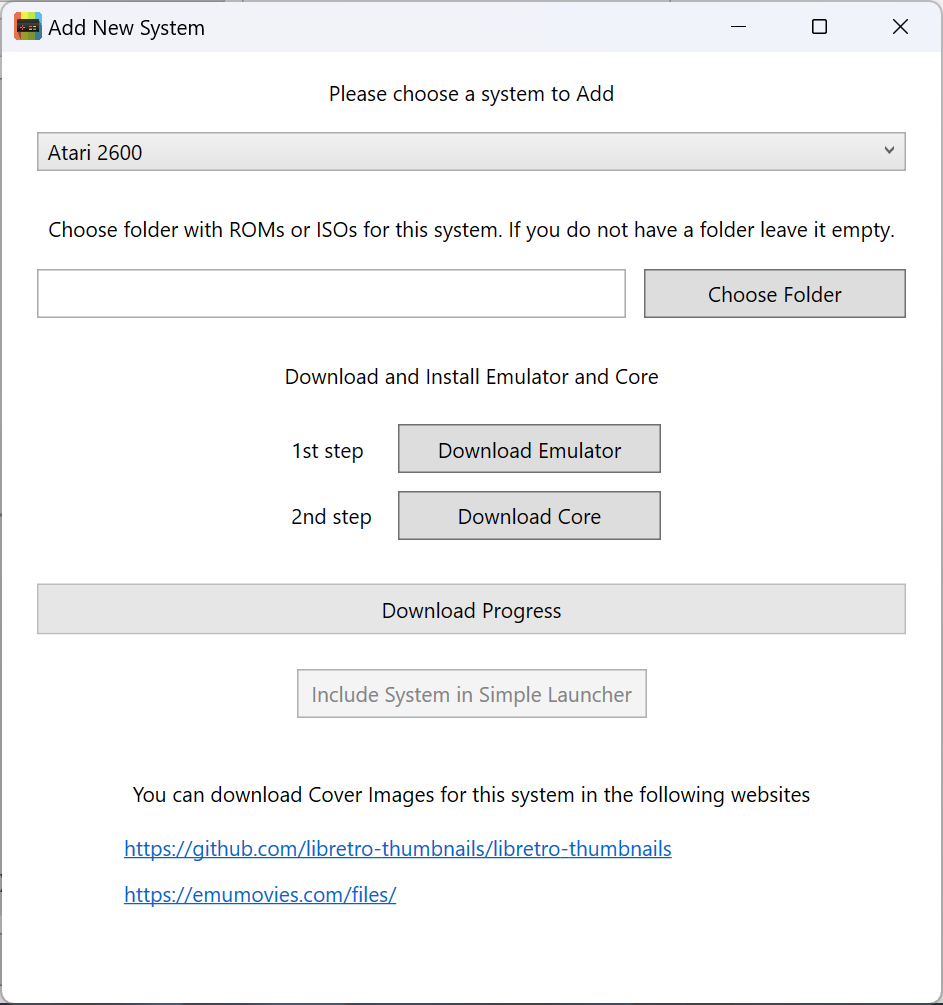 Add New System
Please choose a system to Add
Atari 2600
Choose folder with ROMs or ISOs for this system. If you do not have a folder leave it empty.
Choose Folder
Download and Install Emulator and Core
1st step
Download Emulator
2nd step
Download Core
Download Progress
Include System in Simple Launcher
You can download Cover Images for this system in the following websites
https://github.com/libretro-thumbnails/libretro-thumbnails
https://emumovies.com/files/